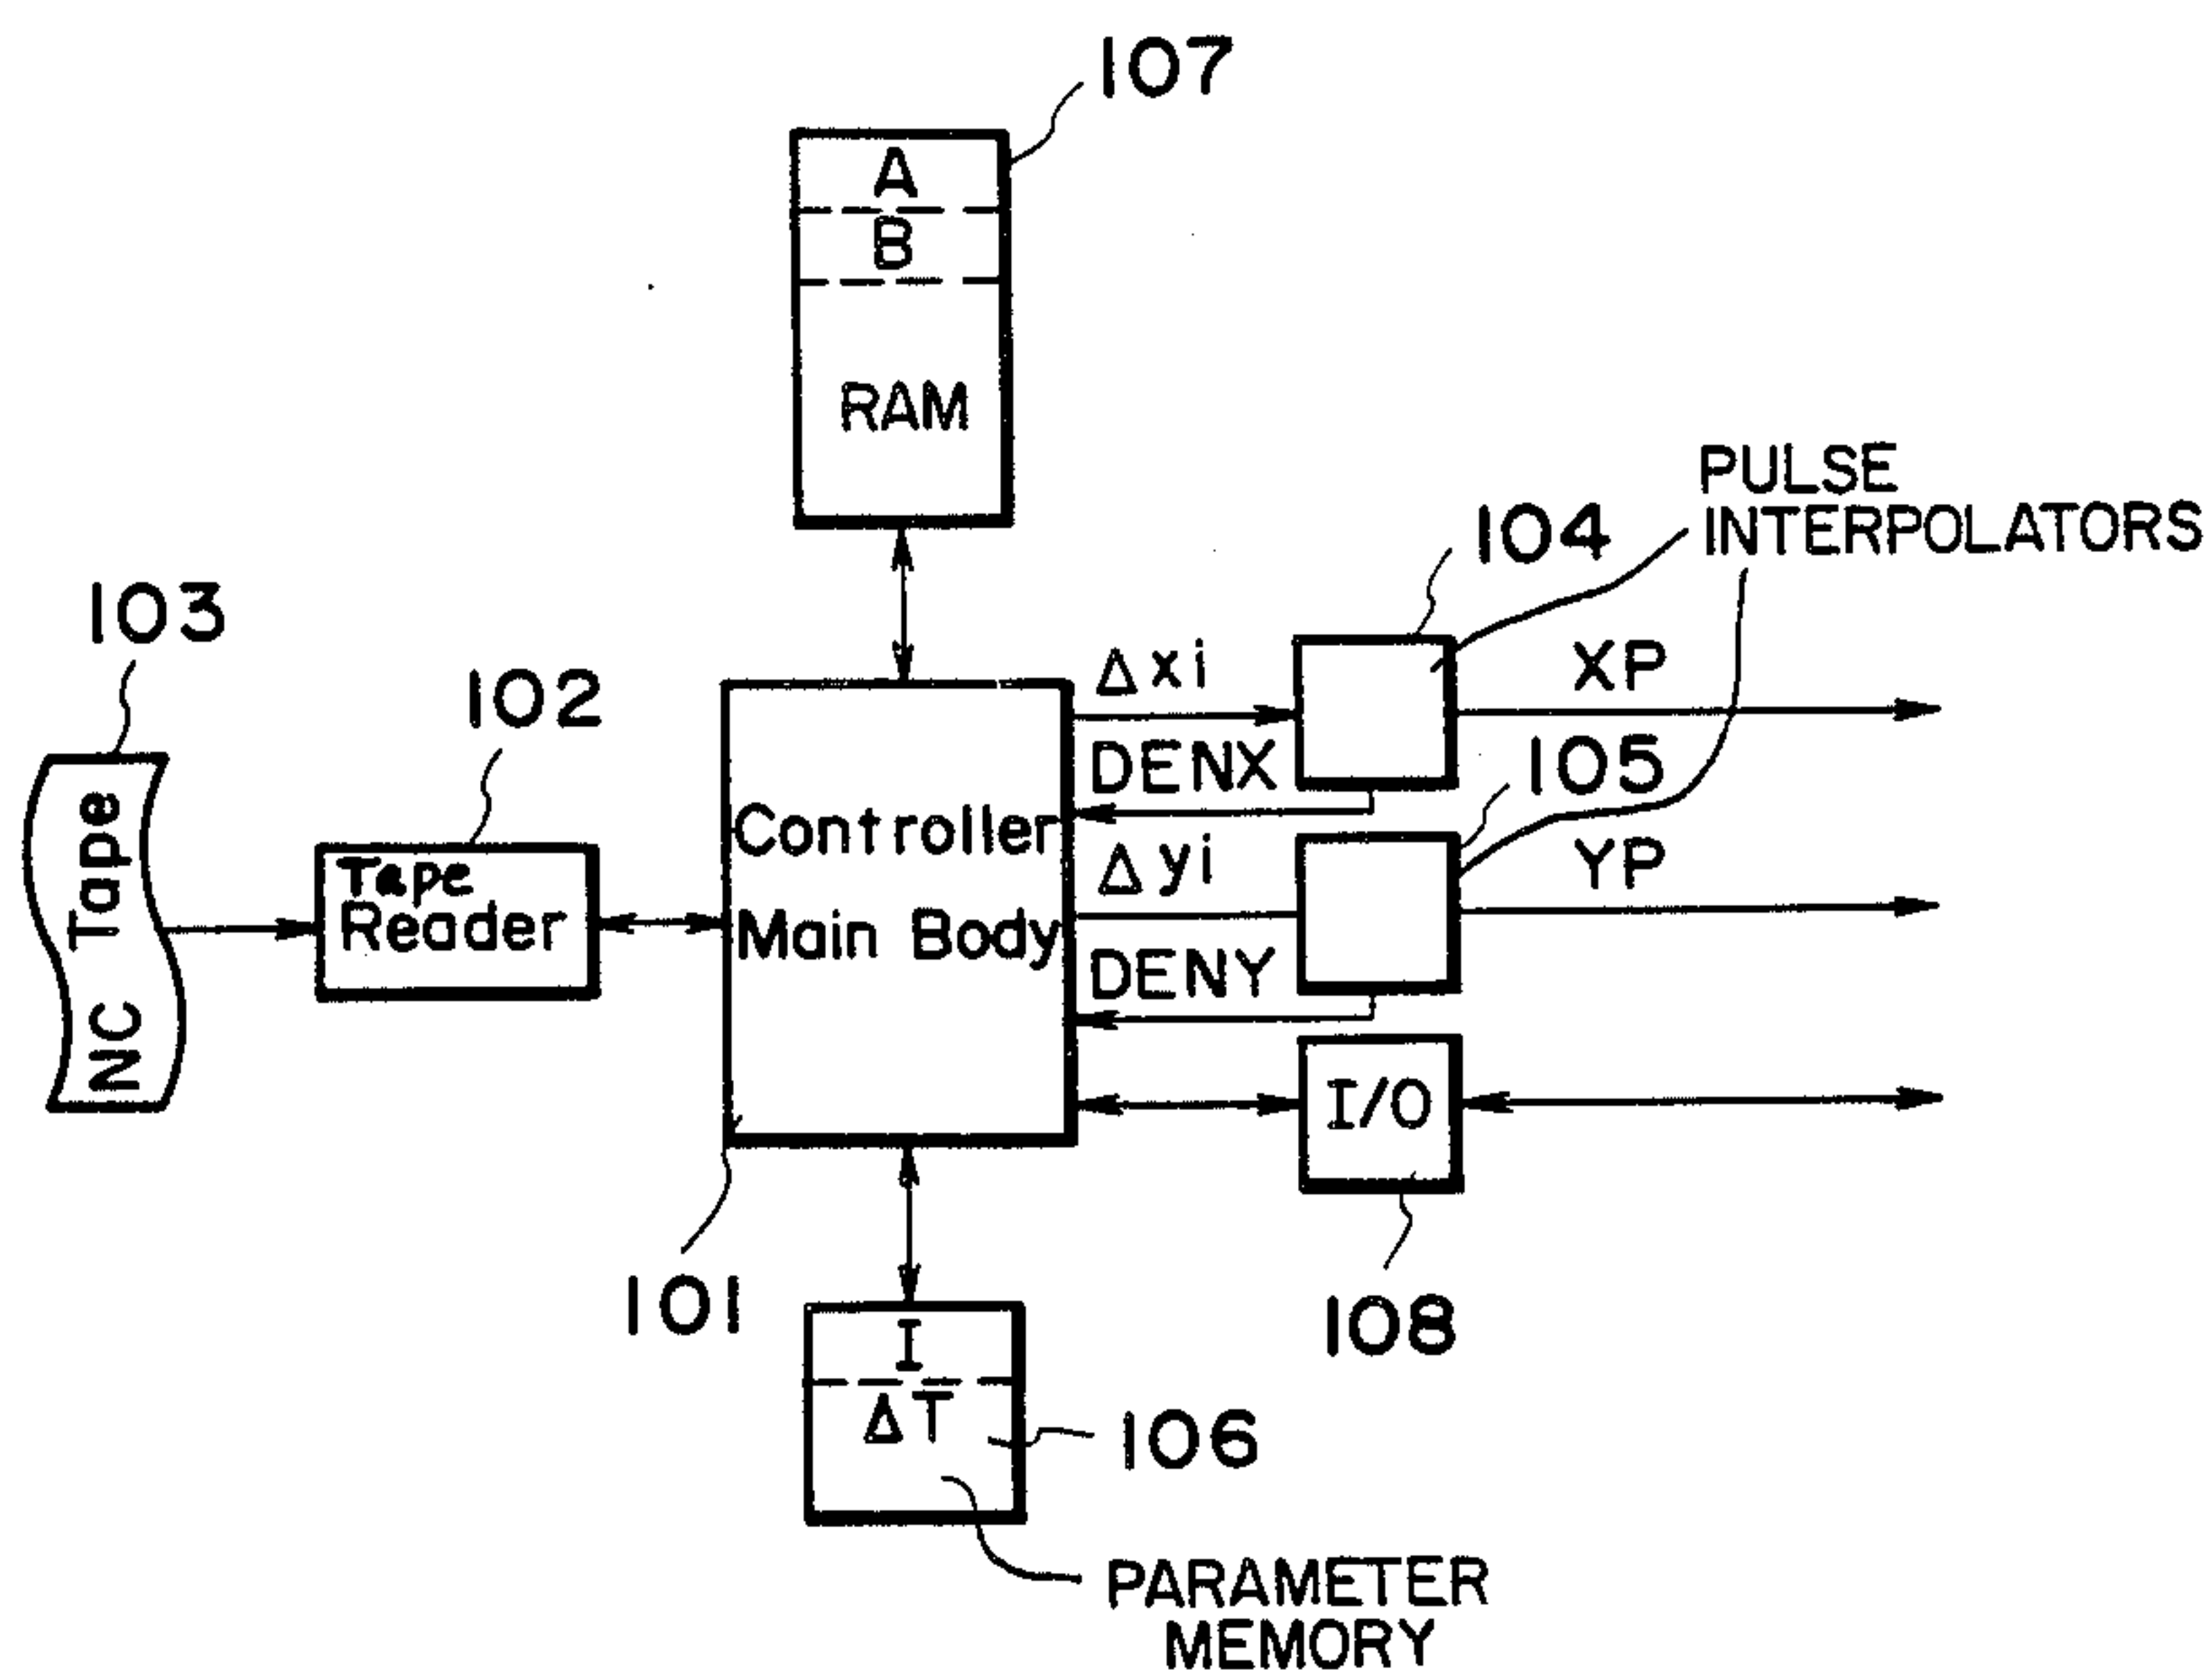 107
A
B
RAM
PULSE
INTERPOLATORS
104
103
102
Δxi
XP
DENX
105
NC Tape
Tape
Reader
Controller
Main Body
Δyi
YP
DENY
I/O
101
108
I
ΔT
106
PARAMETER
MEMORY